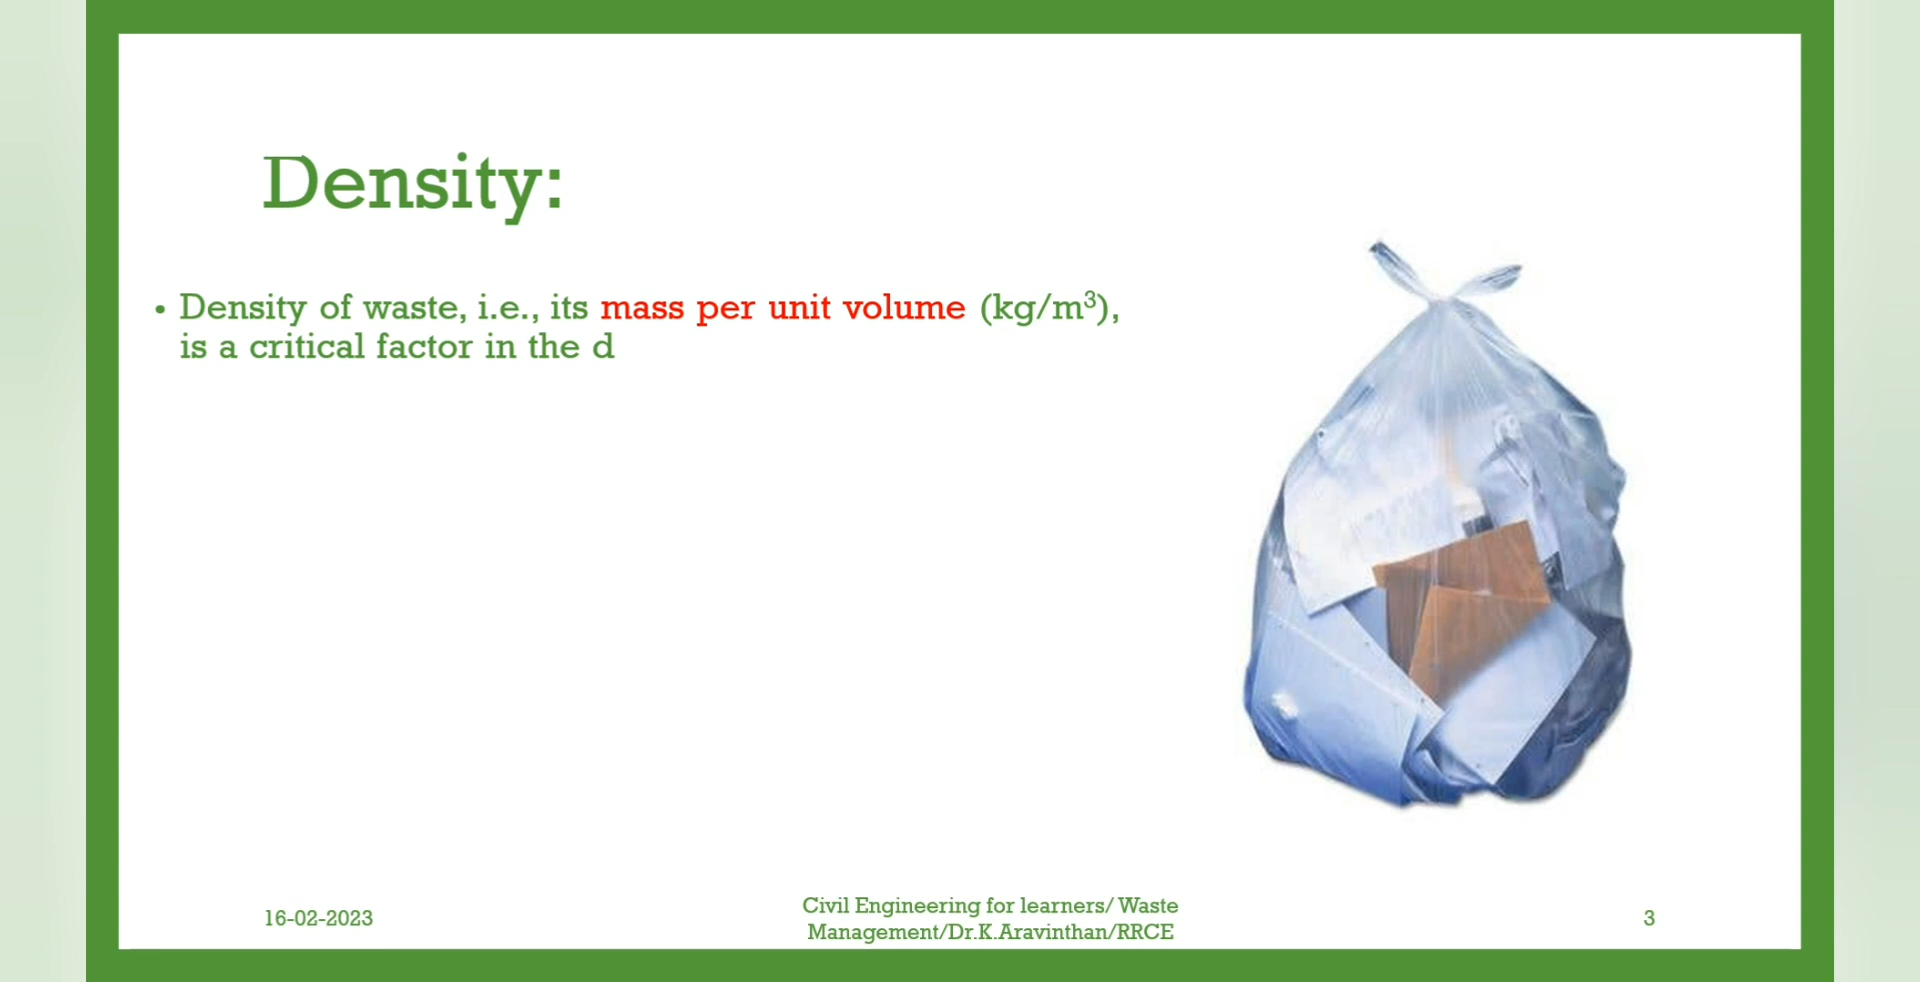 Density:
• Density of waste, i.e., its mass per unit volume (kg/m³),
is a critical factor in the d
16-02-2023
Civil Engineering for learners/ Waste
Management/Dr.K.Aravinthan/RRCE
3